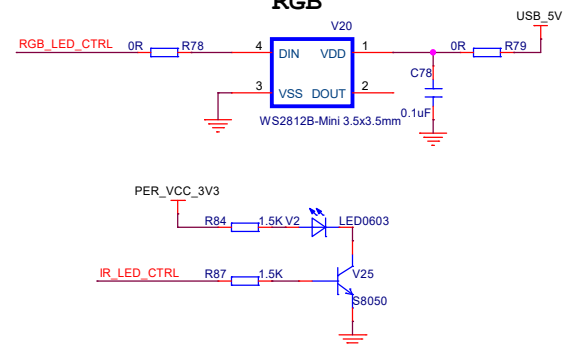 RGB
USB_5V
V20
RGB_LED_CTRL 0R R78 4 DIN VDD 1 0R R79
C78
3 VSS DOUT 2
0.1uF
WS2812B-Mini 3.5x3.5mm
PER_VCC_3V3
R84 1.5K V2 LED0603
IR_LED_CTRL R87 1.5K V25
S8050